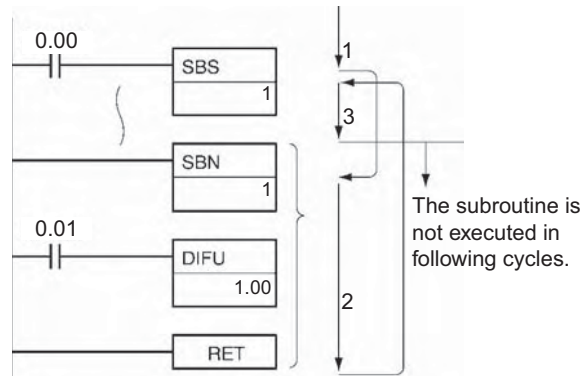 0.00
SBS
1
1
3
SBN
1
The subroutine is
not executed in
following cycles.
0.01
DIFU
1.00
2
RET